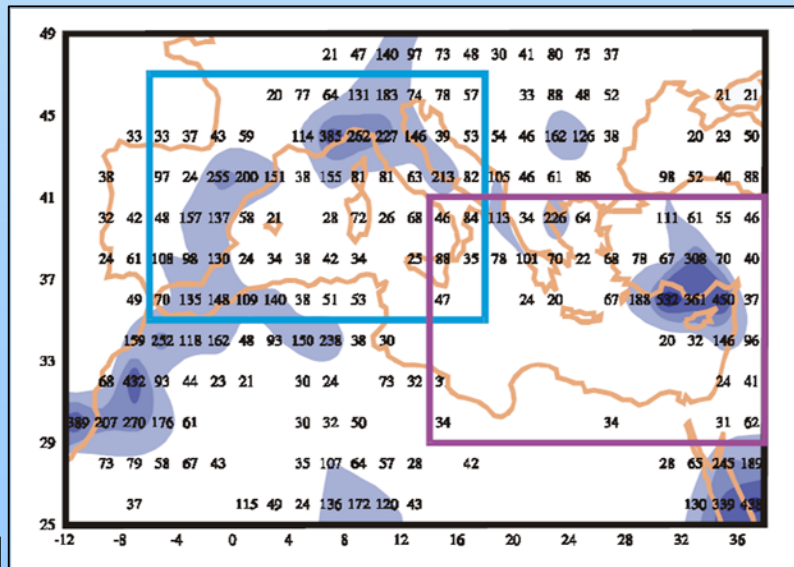 49
21 47 140 97 73 48 30 41 80 75 37
20 77 64 131 183 74 78 57 33 88 48 52 21 21
45
33 33 37 43 59 114 385 262 227 146 39 53 54 46 162 126 38 20 23 50
38 97 24 255 200 151 38 155 81 81 63 213 82 105 46 61 86 98 52 40 88
41
32 42 48 157 137 58 21 28 72 26 68 46 84 113 34 226 64 111 61 55 46
24 61 108 98 130 24 34 38 42 34 25 88 35 78 101 70 22 68 78 67 308 70 40
37
49 70 135 148 109 140 38 51 53 47 24 20 67 188 532 361 450 37
159 252 118 162 48 93 150 238 38 30 20 32 146 96
33
68 432 93 44 23 21 30 24 73 32 3 24 41
389 207 270 176 61 30 32 50 34 34 31 62
29
73 79 58 67 43 35 107 64 57 28 42 28 65 245 189
37 115 49 24 136 172 120 43 130 339 438
25
-12 -8 -4 0 4 8 12 16 20 24 28 32 36